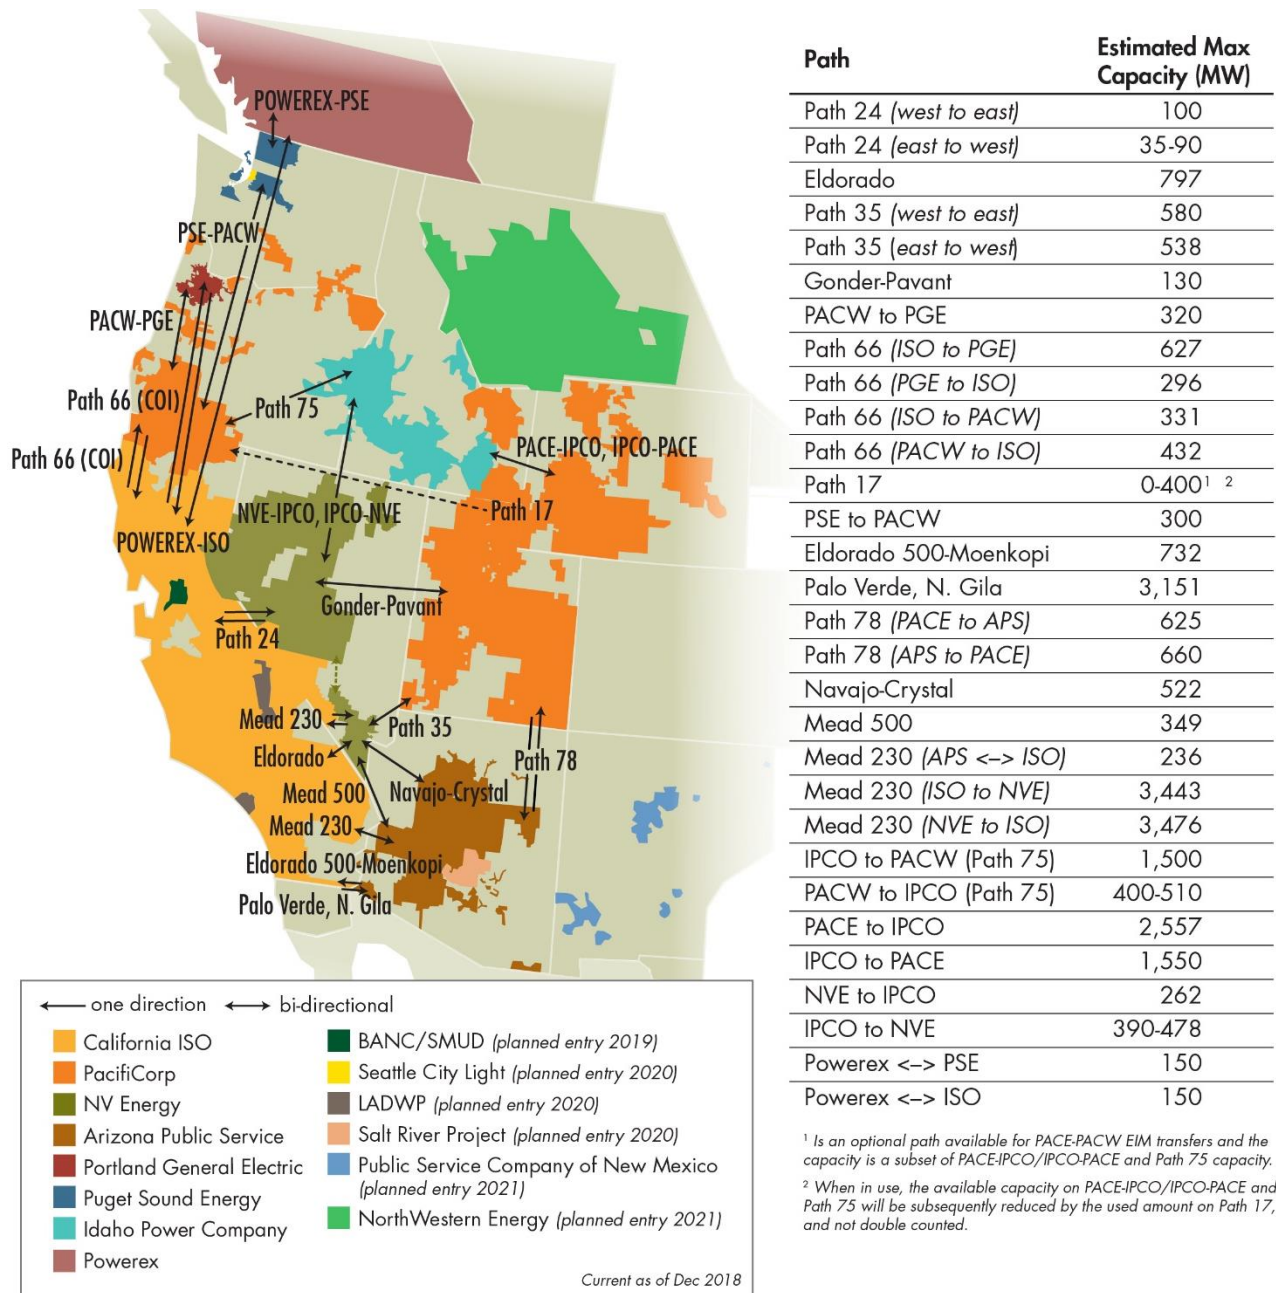 POWEREX-PSE
PSE-PACW
PACW-PGE
Path 66 (COI)
Path 75
Path 66 (COI)
PACE-IPCO, IPCO-PACE
NVE-IPCO, IPCO-NVE
Path 17
POWEREX-ISO
Gonder-Pavant
Path 24
Mead 230
Path 35
Eldorado
Path 78
Mead 500
Navajo-Crystal
Mead 230
Eldorado 500-Moenkopi
Palo Verde, N. Gila
one direction
bi-directional
California ISO
PacifiCorp
NV Energy
Arizona Public Service
Portland General Electric
Puget Sound Energy
Idaho Power Company
Powerex
BANC/SMUD (planned entry 2019)
Seattle City Light (planned entry 2020)
LADWP (planned entry 2020)
Salt River Project (planned entry 2020)
Public Service Company of New Mexico
(planned entry 2021)
NorthWestern Energy (planned entry 2021)
Current as of Dec 2018
Path Estimated Max
Capacity (MW)
Path 24 (west to east) 100
Path 24 (east to west) 35-90
Eldorado 797
Path 35 (west to east) 580
Path 35 (east to west) 538
Gonder-Pavant 130
PACW to PGE 320
Path 66 (ISO to PGE) 627
Path 66 (PGE to ISO) 296
Path 66 (ISO to PACW) 331
Path 66 (PACW to ISO) 432
Path 17 0-400¹ ²
PSE to PACW 300
Eldorado 500-Moenkopi 732
Palo Verde, N. Gila 3,151
Path 78 (PACE to APS) 625
Path 78 (APS to PACE) 660
Navajo-Crystal 522
Mead 500 349
Mead 230 (APS <–> ISO) 236
Mead 230 (ISO to NVE) 3,443
Mead 230 (NVE to ISO) 3,476
IPCO to PACW (Path 75) 1,500
PACW to IPCO (Path 75) 400-510
PACE to IPCO 2,557
IPCO to PACE 1,550
NVE to IPCO 262
IPCO to NVE 390-478
Powerex <–> PSE 150
Powerex <–> ISO 150
¹ Is an optional path available for PACE-PACW EIM transfers and the
capacity is a subset of PACE-IPCO/IPCO-PACE and Path 75 capacity.
² When in use, the available capacity on PACE-IPCO/IPCO-PACE and
Path 75 will be subsequently reduced by the used amount on Path 17,
and not double counted.